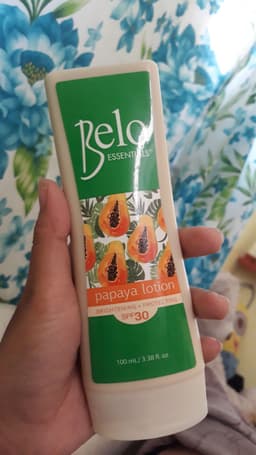 Belo
ESSENTIALS
papaya lotion
BRIGHTENING + PROTECTING
SPF30
100 mL / 3.38 fl. oz